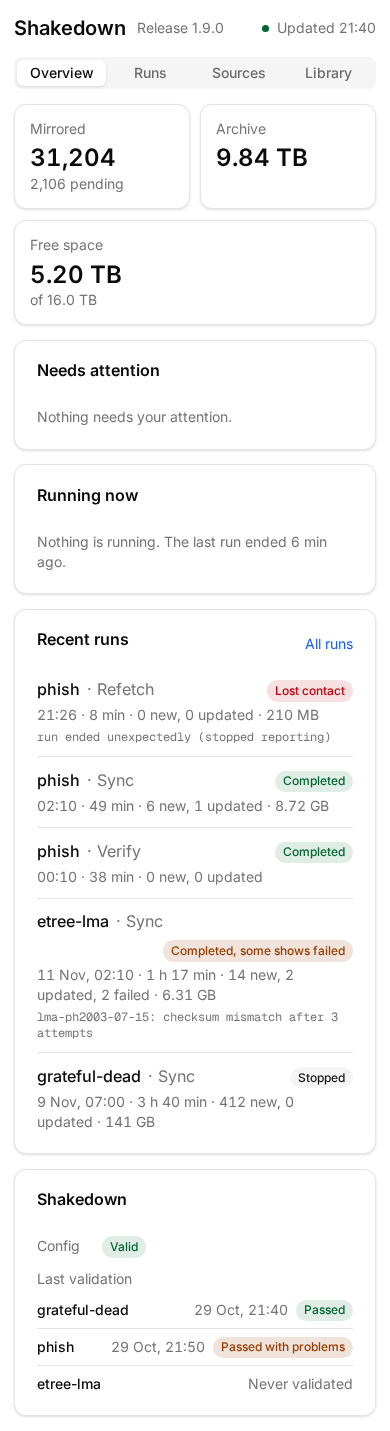 Shakedown Release 1.9.0 Updated 21:40
Overview Runs Sources Library
Mirrored
31,204
2,106 pending
Archive
9.84 TB
Free space
5.20 TB
of 16.0 TB
Needs attention
Nothing needs your attention.
Running now
Nothing is running. The last run ended 6 min
ago.
Recent runs All runs
phish · Refetch Lost contact
21:26 · 8 min · 0 new, 0 updated · 210 MB
run ended unexpectedly (stopped reporting)
phish · Sync Completed
02:10 · 49 min · 6 new, 1 updated · 8.72 GB
phish · Verify Completed
00:10 · 38 min · 0 new, 0 updated
etree-lma · Sync
Completed, some shows failed
11 Nov, 02:10 · 1 h 17 min · 14 new, 2
updated, 2 failed · 6.31 GB
lma-ph2003-07-15: checksum mismatch after 3
attempts
grateful-dead · Sync Stopped
9 Nov, 07:00 · 3 h 40 min · 412 new, 0
updated · 141 GB
Shakedown
Config Valid
Last validation
grateful-dead 29 Oct, 21:40 Passed
phish 29 Oct, 21:50 Passed with problems
etree-lma Never validated